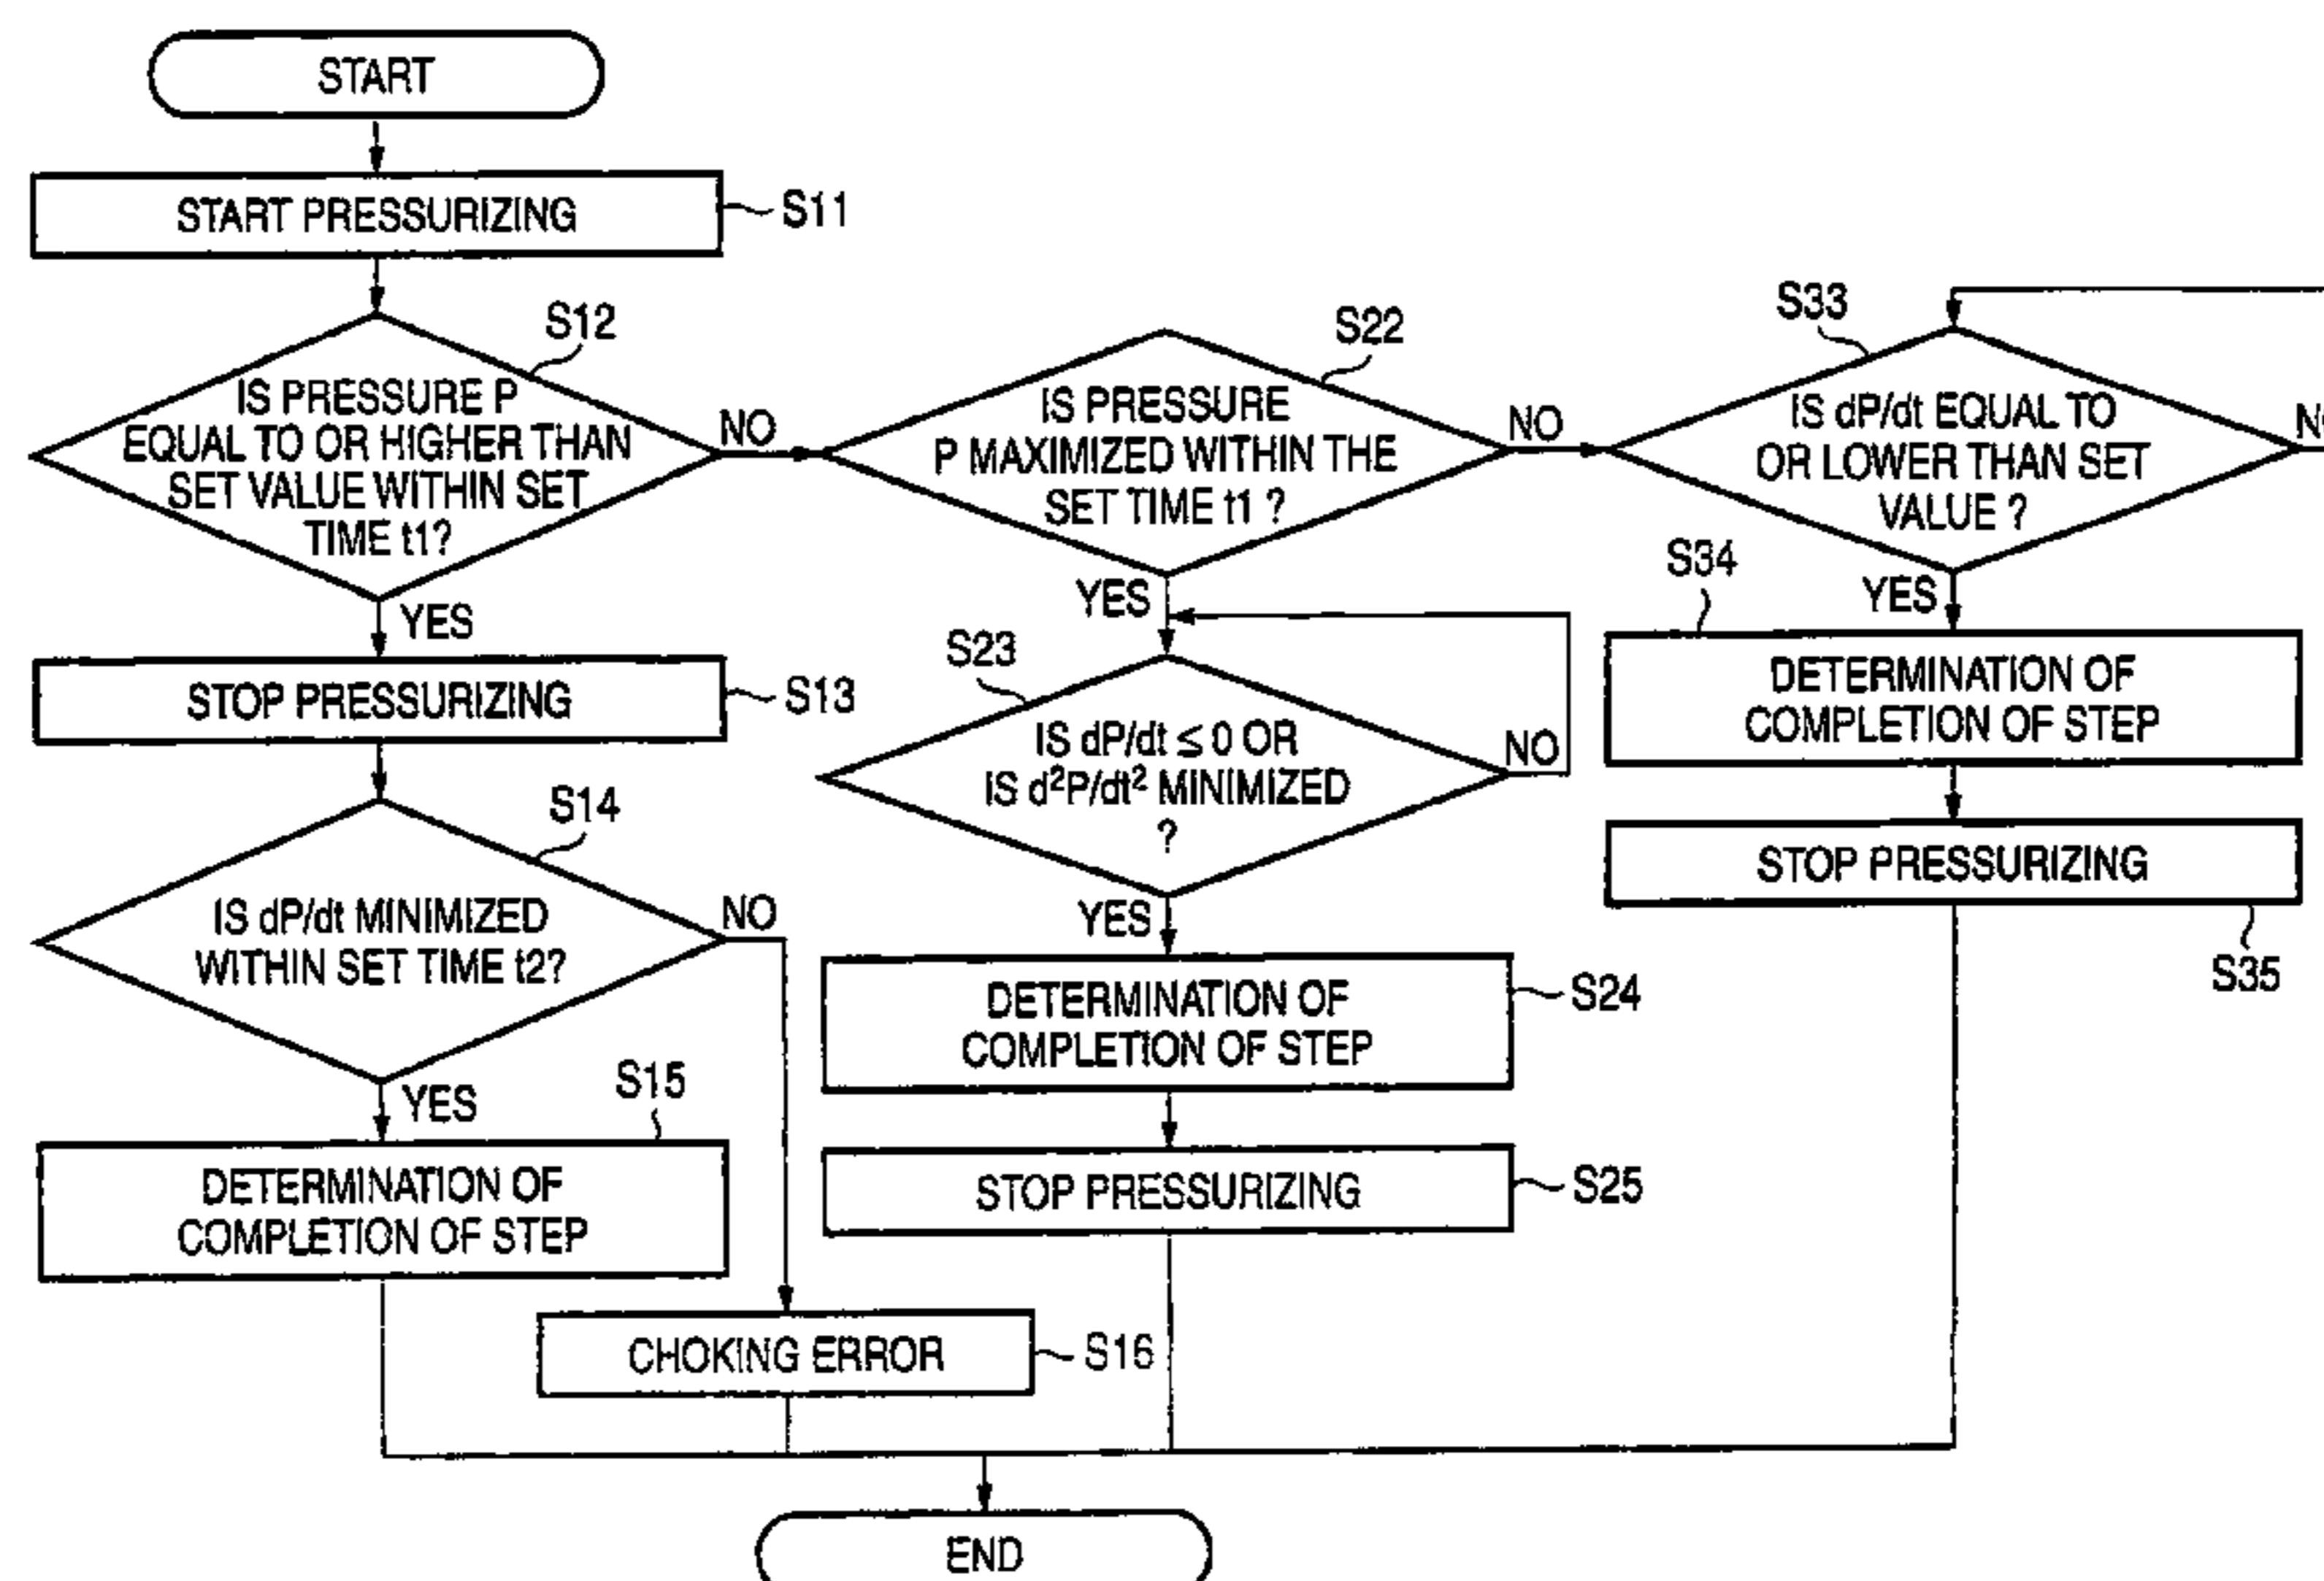 START
START PRESSURIZING
S11
S12
IS PRESSURE P
EQUAL TO OR HIGHER THAN
SET VALUE WITHIN SET
TIME t1?
NO
YES
S22
IS PRESSURE
P MAXIMIZED WITHIN THE
SET TIME t1 ?
NO
YES
S33
IS dP/dt EQUAL TO
OR LOWER THAN SET
VALUE ?
YES
STOP PRESSURIZING
S13
S23
IS dP/dt ≤ 0 OR
IS d²P/dt² MINIMIZED
?
NO
YES
S34
DETERMINATION OF
COMPLETION OF STEP
STOP PRESSURIZING
S35
S14
IS dP/dt MINIMIZED
WITHIN SET TIME t2?
NO
YES
S24
DETERMINATION OF
COMPLETION OF STEP
S15
DETERMINATION OF
COMPLETION OF STEP
STOP PRESSURIZING
S25
CHOKING ERROR
S16
END